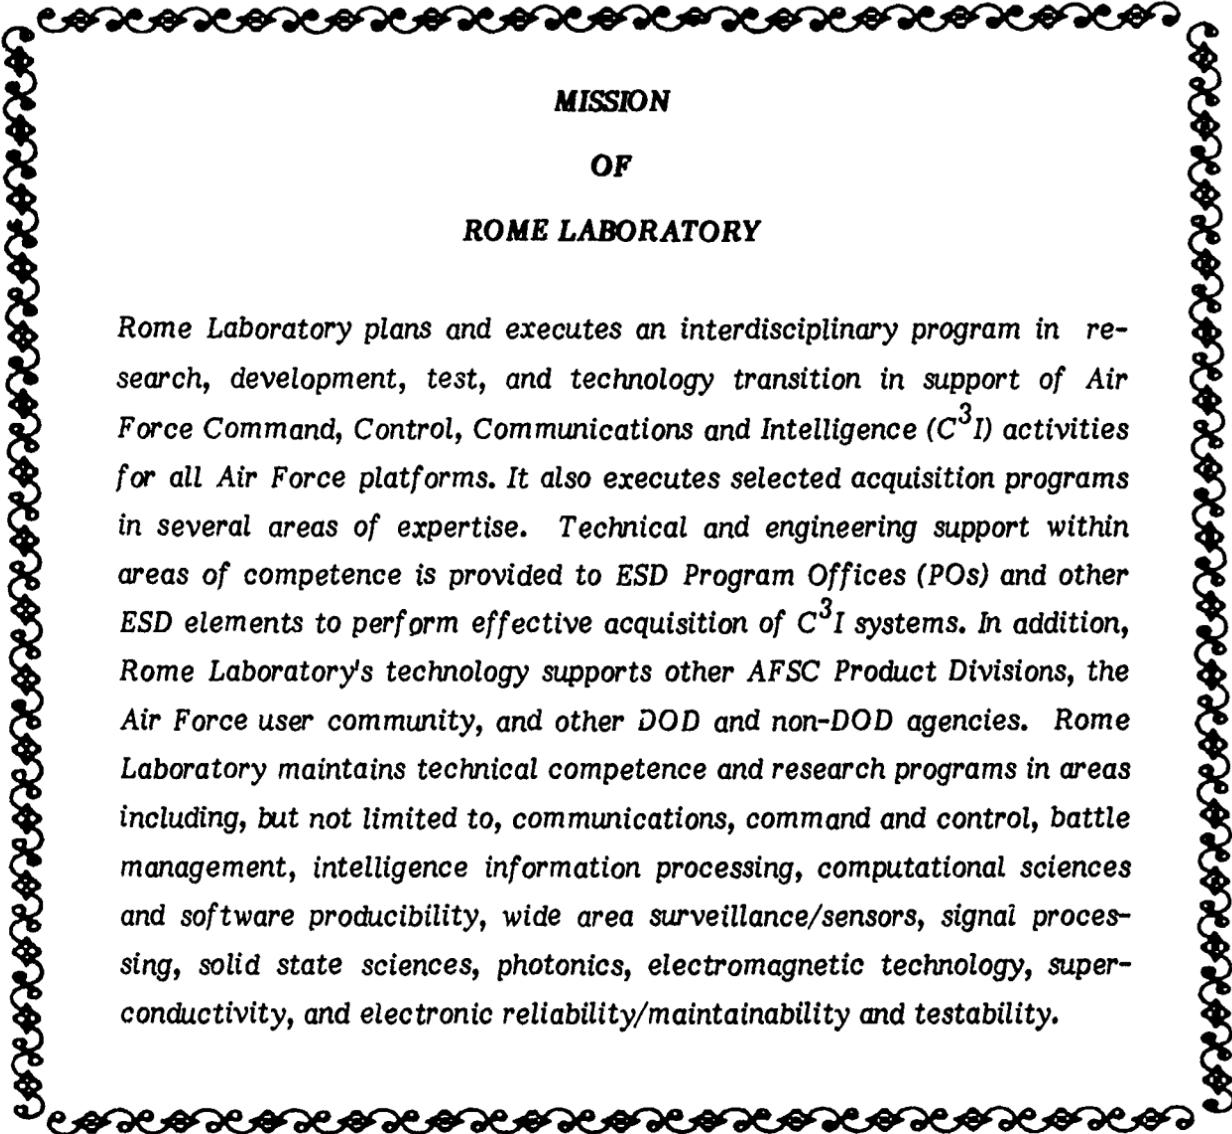 MISSION
OF
ROME LABORATORY
Rome Laboratory plans and executes an interdisciplinary program in re-
search, development, test, and technology transition in support of Air
Force Command, Control, Communications and Intelligence (C³I) activities
for all Air Force platforms. It also executes selected acquisition programs
in several areas of expertise. Technical and engineering support within
areas of competence is provided to ESD Program Offices (POs) and other
ESD elements to perform effective acquisition of C³I systems. In addition,
Rome Laboratory's technology supports other AFSC Product Divisions, the
Air Force user community, and other DOD and non-DOD agencies. Rome
Laboratory maintains technical competence and research programs in areas
including, but not limited to, communications, command and control, battle
management, intelligence information processing, computational sciences
and software producibility, wide area surveillance/sensors, signal proces-
sing, solid state sciences, photonics, electromagnetic technology, super-
conductivity, and electronic reliability/maintainability and testability.